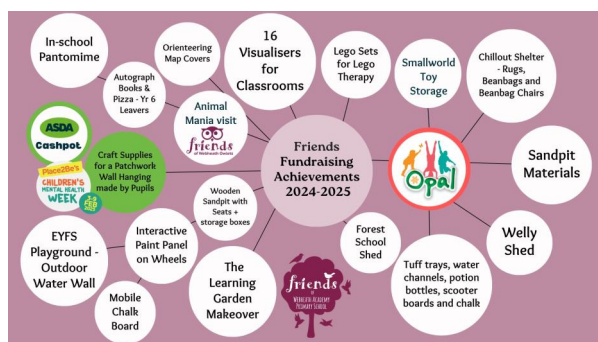 In-school
Pantomime
Orienteering
Map Covers
16
Visualisers
for
Classrooms
Lego Sets
for Lego
Therapy
Smallworld
Toy
Storage
Chillout Shelter
- Rugs,
Beanbags and
Beanbag Chairs
Autograph
Books &
Pizza - Yr 6
Leavers
Animal
Mania visit
friends
ASDA
Cashpot
Place2Be's
CHILDREN'S
MENTAL HEALTH
WEEK
FEB
Craft Supplies
for a Patchwork
Wall Hanging
made by Pupils
Friends
Fundraising
Achievements
2024-2025
Opal
Sandpit
Materials
Wooden
Sandpit with
Seats +
storage boxes
EYFS
Playground -
Outdoor
Water Wall
Interactive
Paint Panel
on Wheels
Forest
School
Shed
Welly
Shed
Mobile
Chalk
Board
The
Learning
Garden
Makeover
friends
OF
PRIMARY SCHOOL
Tuff trays, water
channels, potion
bottles, scooter
boards and chalk